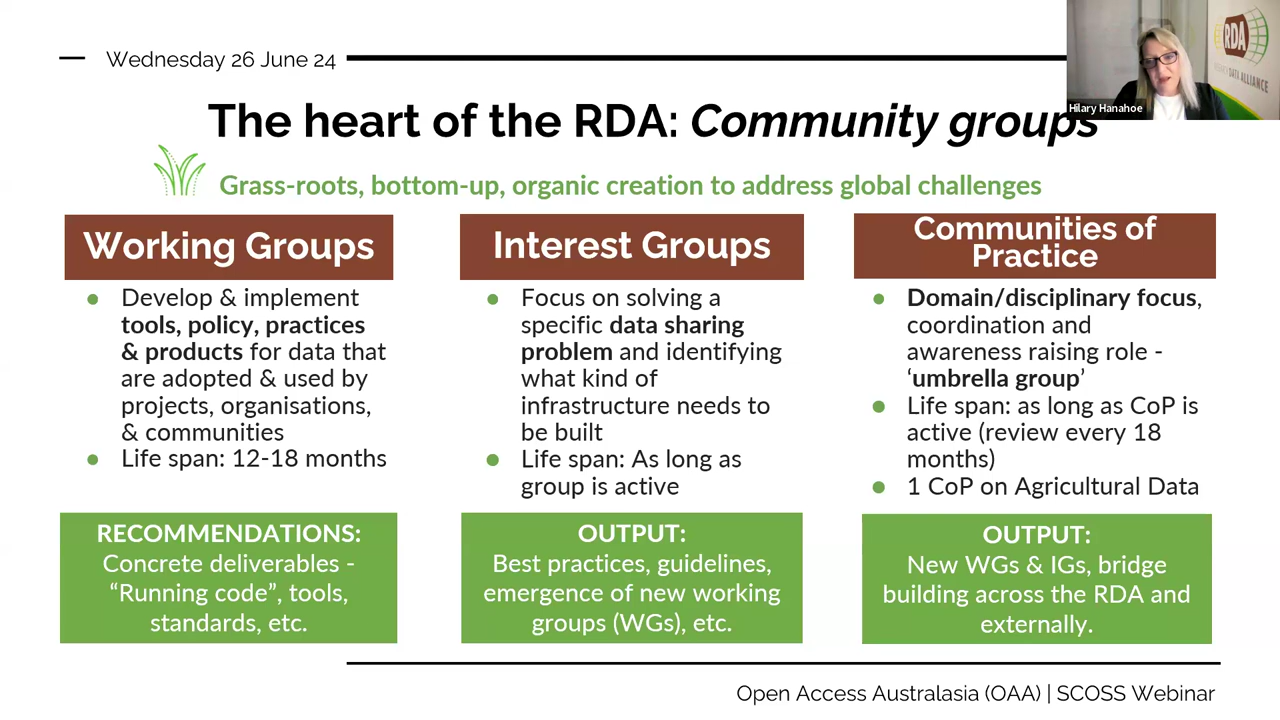 Wednesday 26 June 24
RDA
RESEARCH DATA ALLIANCE
Hilary Hanahoe
The heart of the RDA: Community groups
Grass-roots, bottom-up, organic creation to address global challenges
Working Groups
• Develop & implement
tools, policy, practices
& products for data that
are adopted & used by
projects, organisations,
& communities
• Life span: 12-18 months
RECOMMENDATIONS:
Concrete deliverables -
“Running code”, tools,
standards, etc.
Interest Groups
• Focus on solving a
specific data sharing
problem and identifying
what kind of
infrastructure needs to
be built
• Life span: As long as
group is active
OUTPUT:
Best practices, guidelines,
emergence of new working
groups (WGs), etc.
Communities of
Practice
• Domain/disciplinary focus,
coordination and
awareness raising role -
‘umbrella group’
• Life span: as long as CoP is
active (review every 18
months)
• 1 CoP on Agricultural Data
OUTPUT:
New WGs & IGs, bridge
building across the RDA and
externally.
Open Access Australasia (OAA) | SCOSS Webinar